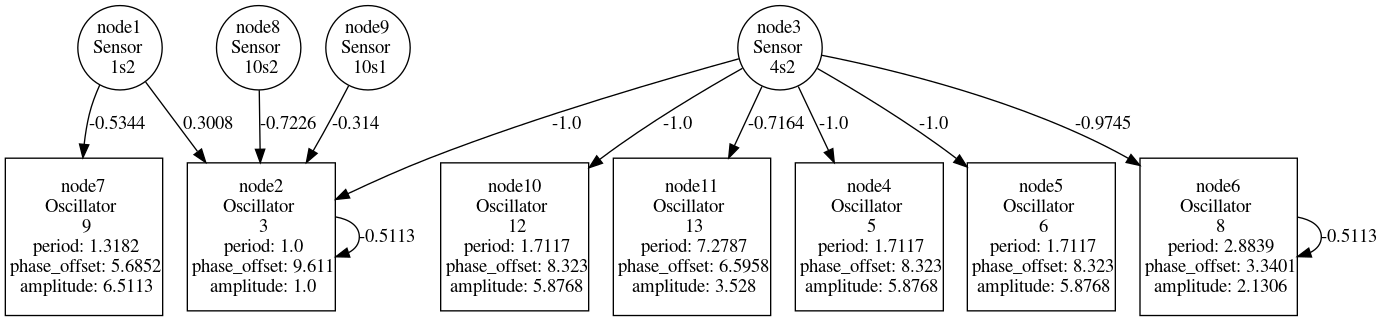 node1
Sensor
1s2
node8
Sensor
10s2
node9
Sensor
10s1
node3
Sensor
4s2
-0.5344
0.3008
-0.7226
-0.314
-1.0
-1.0
-0.7164
-1.0
-1.0
-0.9745
node7
Oscillator
9
period: 1.3182
phase_offset: 5.6852
amplitude: 6.5113
node2
Oscillator
3
period: 1.0
phase_offset: 9.611
amplitude: 1.0
-0.5113
node10
Oscillator
12
period: 1.7117
phase_offset: 8.323
amplitude: 5.8768
node11
Oscillator
13
period: 7.2787
phase_offset: 6.5958
amplitude: 3.528
node4
Oscillator
5
period: 1.7117
phase_offset: 8.323
amplitude: 5.8768
node5
Oscillator
6
period: 1.7117
phase_offset: 8.323
amplitude: 5.8768
node6
Oscillator
8
period: 2.8839
phase_offset: 3.3401
amplitude: 2.1306
-0.5113